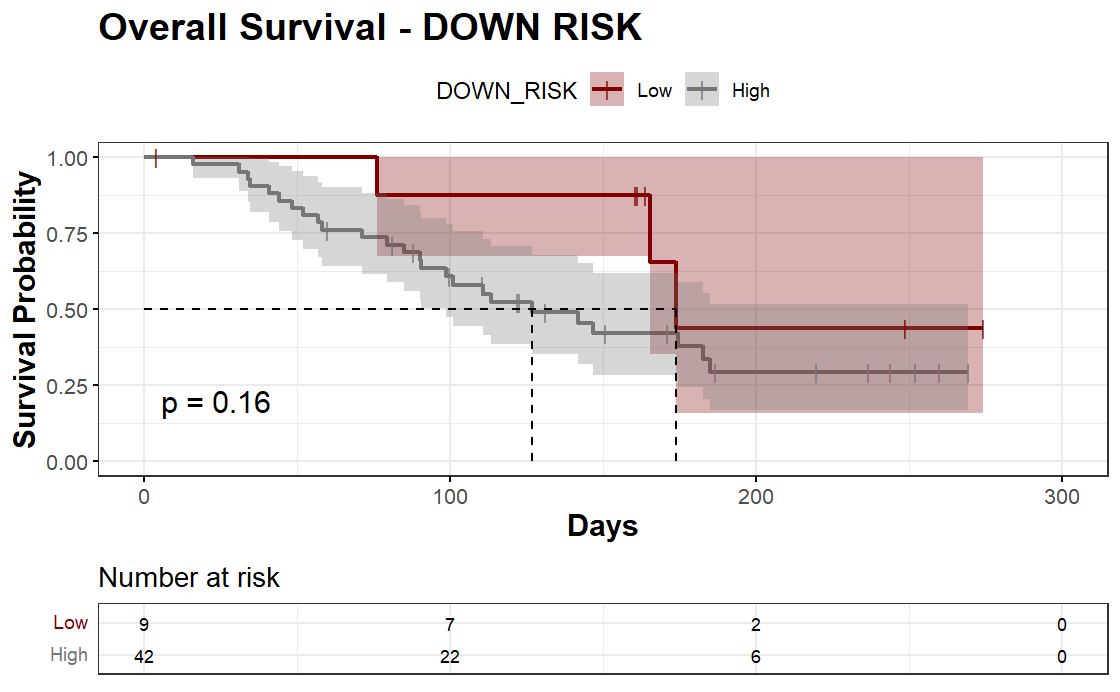 Overall Survival - DOWN RISK
DOWN_RISK Low High
1.00
0.75
0.50
0.25
0.00
Survival Probability
p = 0.16
0 100 200 300
Days
Number at risk
Low 9 7 2 0
High 42 22 6 0